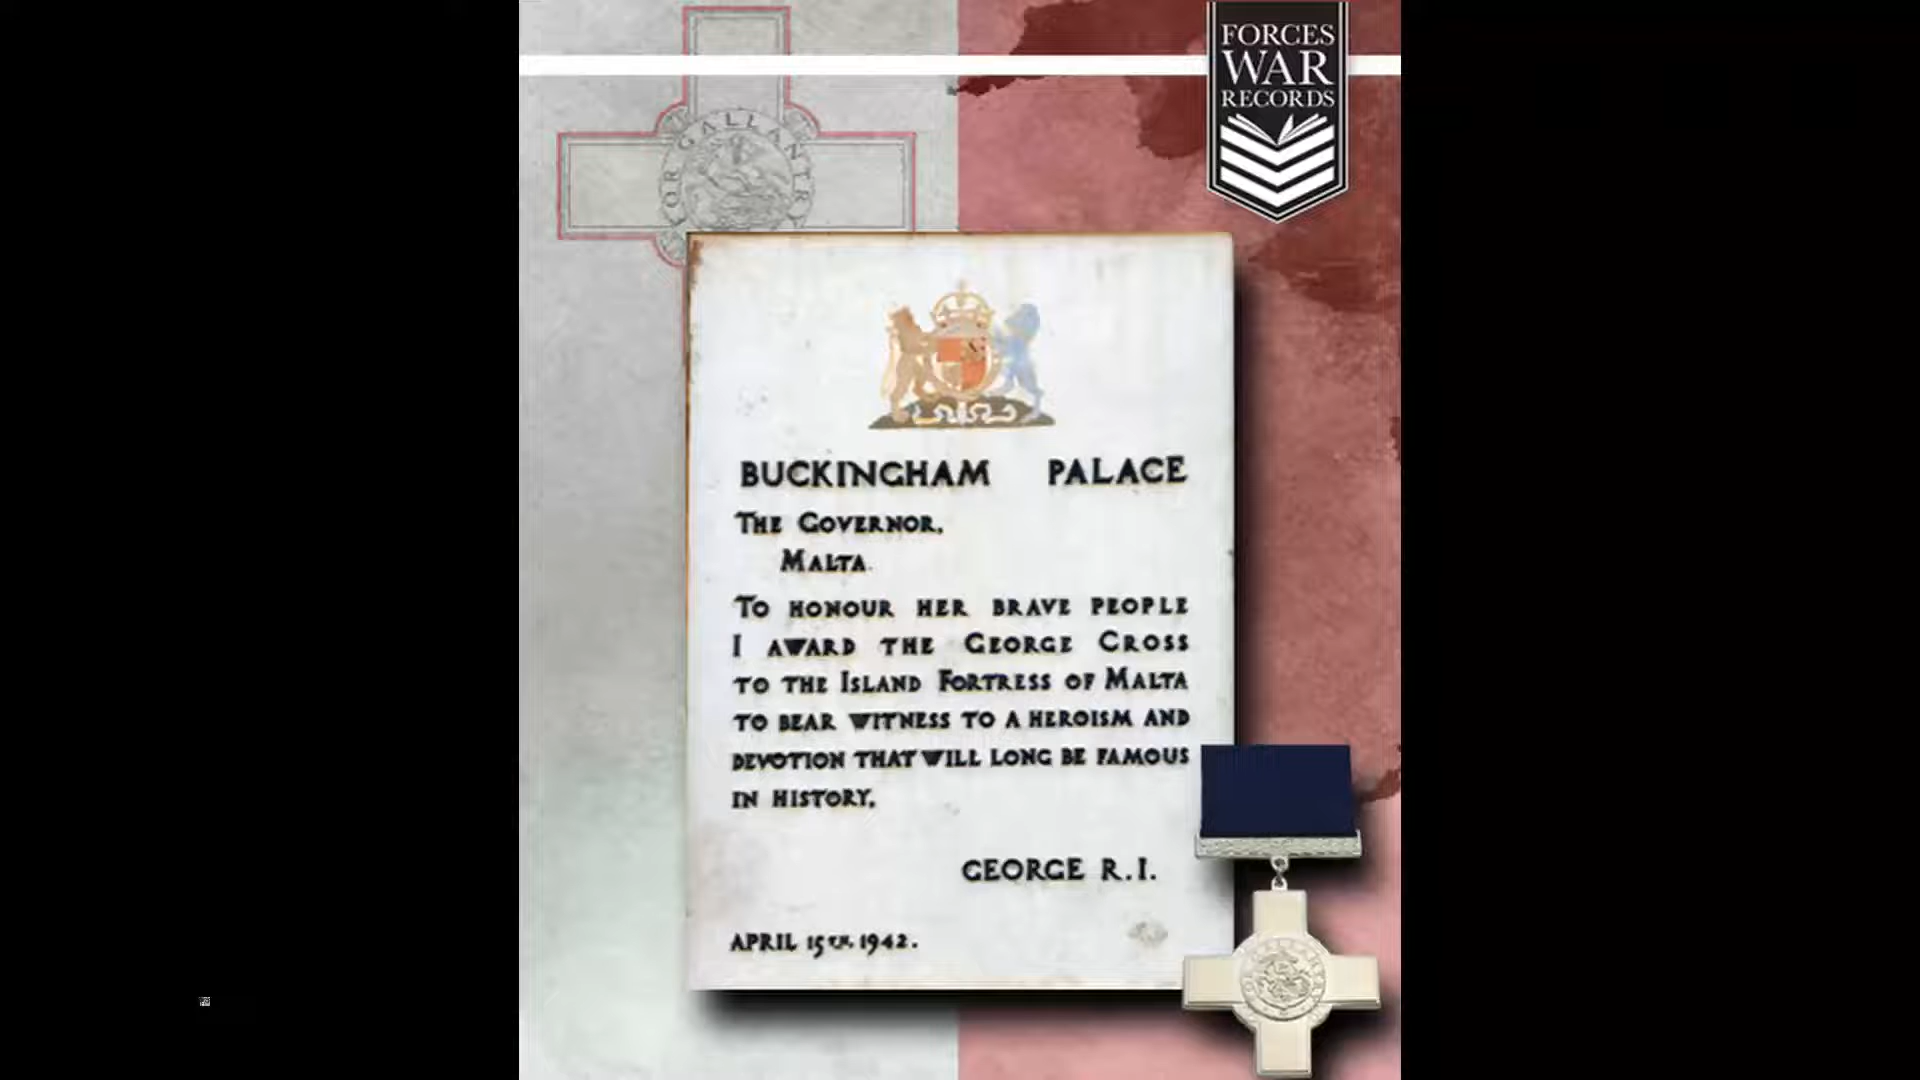 FORCES
WAR
RECORDS
FOR GALLANTRY
BUCKINGHAM PALACE
THE GOVERNOR,
MALTA.
TO HONOUR HER BRAVE PEOPLE
I AWARD THE GEORGE CROSS
TO THE ISLAND FORTRESS OF MALTA
TO BEAR WITNESS TO A HEROISM AND
DEVOTION THAT WILL LONG BE FAMOUS
IN HISTORY.
GEORGE R.I.
APRIL 15TH. 1942.